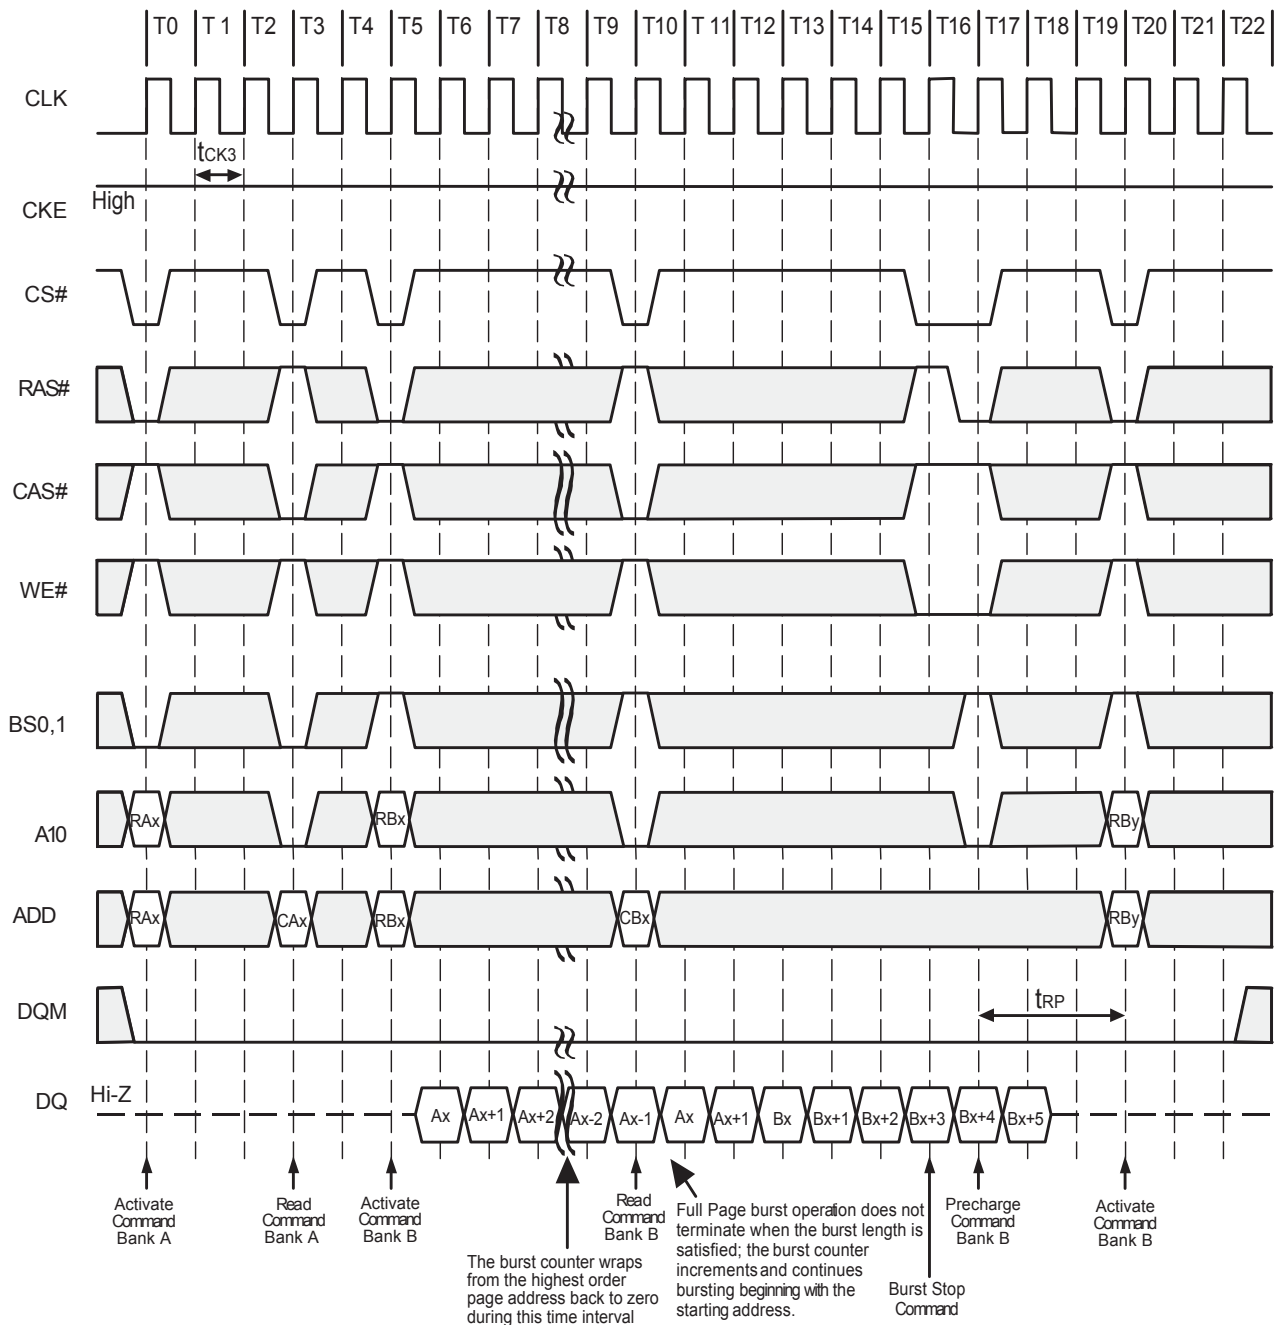 T0 T 1 T2 T3 T4 T5 T6 T7 T8 T9 T10 T 11 T12 T13 T14 T15 T16 T17 T18 T19 T20 T21 T22
CLK
tCK3
High
CKE
CS#
RAS#
CAS#
WE#
BS0,1
A10
RAx RBx RBy
ADD
RAx CAx RBx CBx RBy
DQM
tRP
Hi-Z
DQ
Ax Ax+1 Ax+2 Ax-2 Ax-1 Ax Ax+1 Bx Bx+1 Bx+2 Bx+3 Bx+4 Bx+5
Activate
Command
Bank A
Read
Command
Bank A
Activate
Command
Bank B
The burst counter wraps
from the highest order
page address back to zero
during this time interval
Read
Command
Bank B
Full Page burst operation does not
terminate when the burst length is
satisfied; the burst counter
increments and continues
bursting beginning with the
starting address.
Burst Stop
Command
Precharge
Command
Bank B
Activate
Command
Bank B